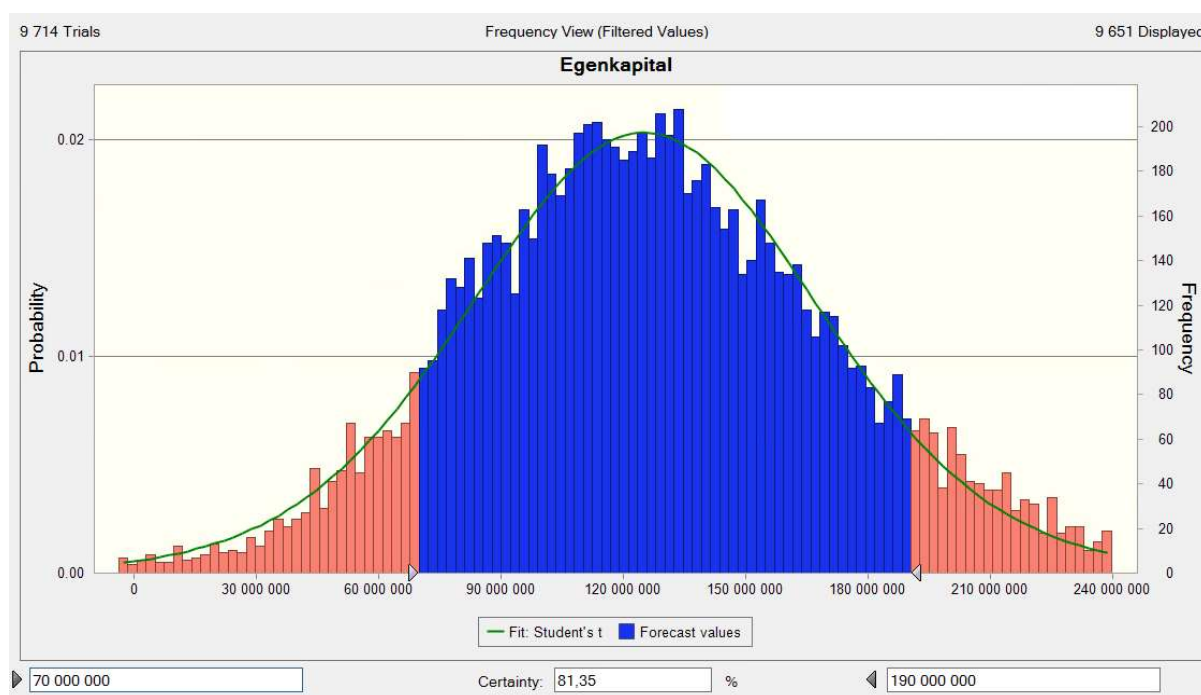 9 714 Trials
Frequency View (Filtered Values)
9 651 Displayed
Egenkapital
Probability
0.02
0.01
0.00
Frequency
200
180
160
140
120
100
80
60
40
20
0
0
30 000 000
60 000 000
90 000 000
120 000 000
150 000 000
180 000 000
210 000 000
240 000 000
Fit: Student's t
Forecast values
70 000 000
Certainty: 81,35 %
190 000 000